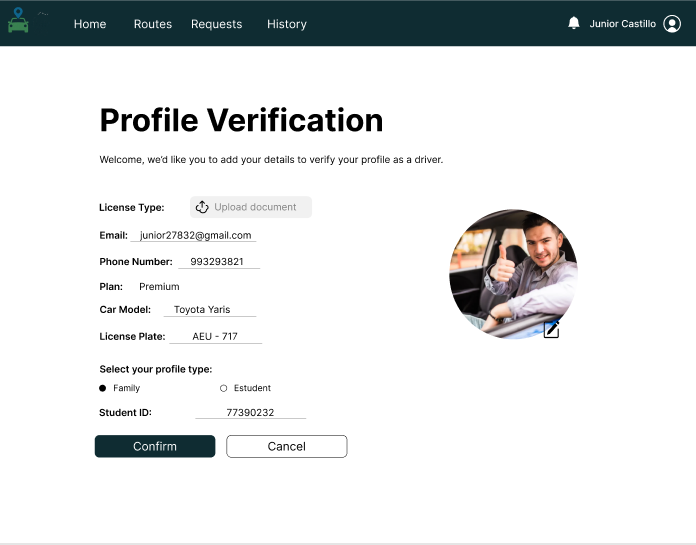 Home Routes Requests History Junior Castillo
Profile Verification
Welcome, we'd like you to add your details to verify your profile as a driver.
License Type: Upload document
Email: junior27832@gmail.com
Phone Number: 993293821
Plan: Premium
Car Model: Toyota Yaris
License Plate: AEU - 717
Select your profile type:
Family Estudent
Student ID: 77390232
Confirm Cancel